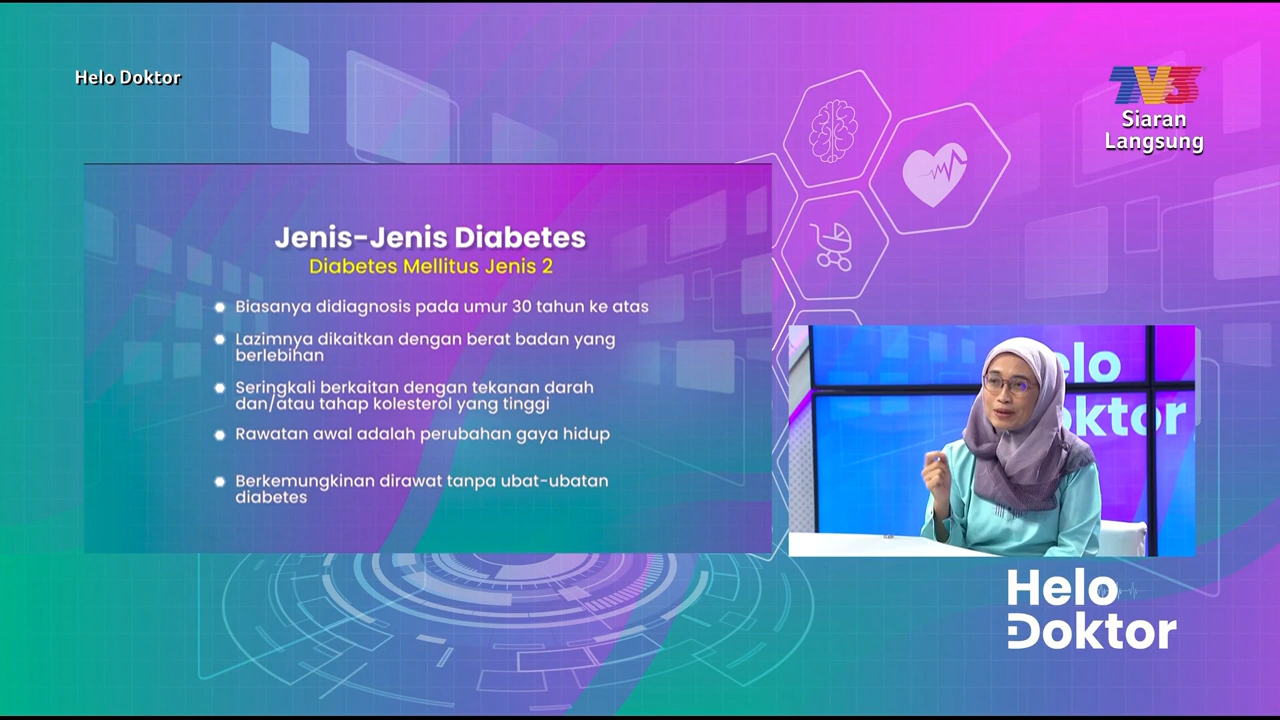 Helo Doktor
TV3
Siaran
Langsung
Jenis-Jenis Diabetes
Diabetes Mellitus Jenis 2
Biasanya didiagnosis pada umur 30 tahun ke atas
Lazimnya dikaitkan dengan berat badan yang
berlebihan
Seringkali berkaitan dengan tekanan darah
dan/atau tahap kolesterol yang tinggi
Rawatan awal adalah perubahan gaya hidup
Berkemungkinan dirawat tanpa ubat-ubatan
diabetes
elo
oktor
Helo
Doktor